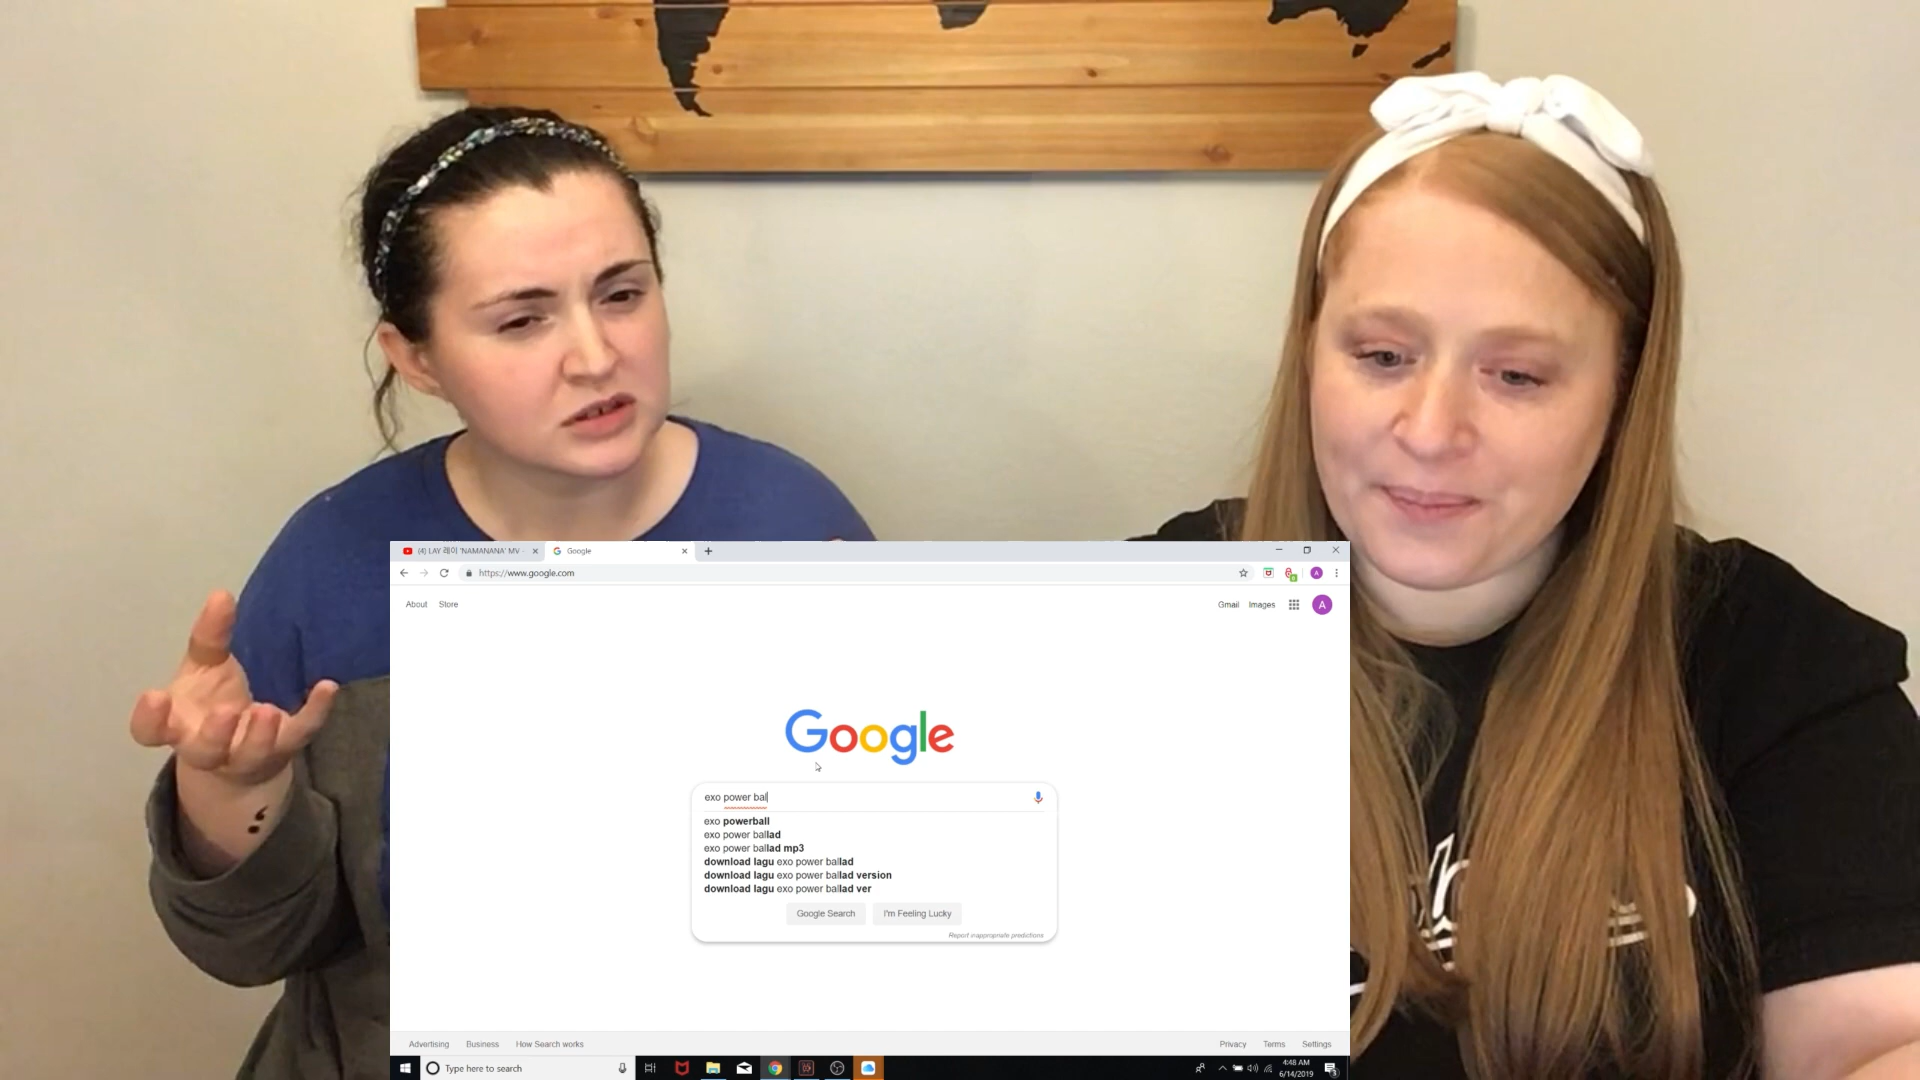 (4) LAY 레이 'NAMANANA' MV -
Google
https://www.google.com
About Store
Gmail Images A
Google
exo power bal
exo powerball
exo power ballad
exo power ballad mp3
download lagu exo power ballad
download lagu exo power ballad version
download lagu exo power ballad ver
Google Search I'm Feeling Lucky
Report inappropriate predictions
Advertising Business How Search works
Privacy Terms Settings
Type here to search
4:48 AM
6/14/2019